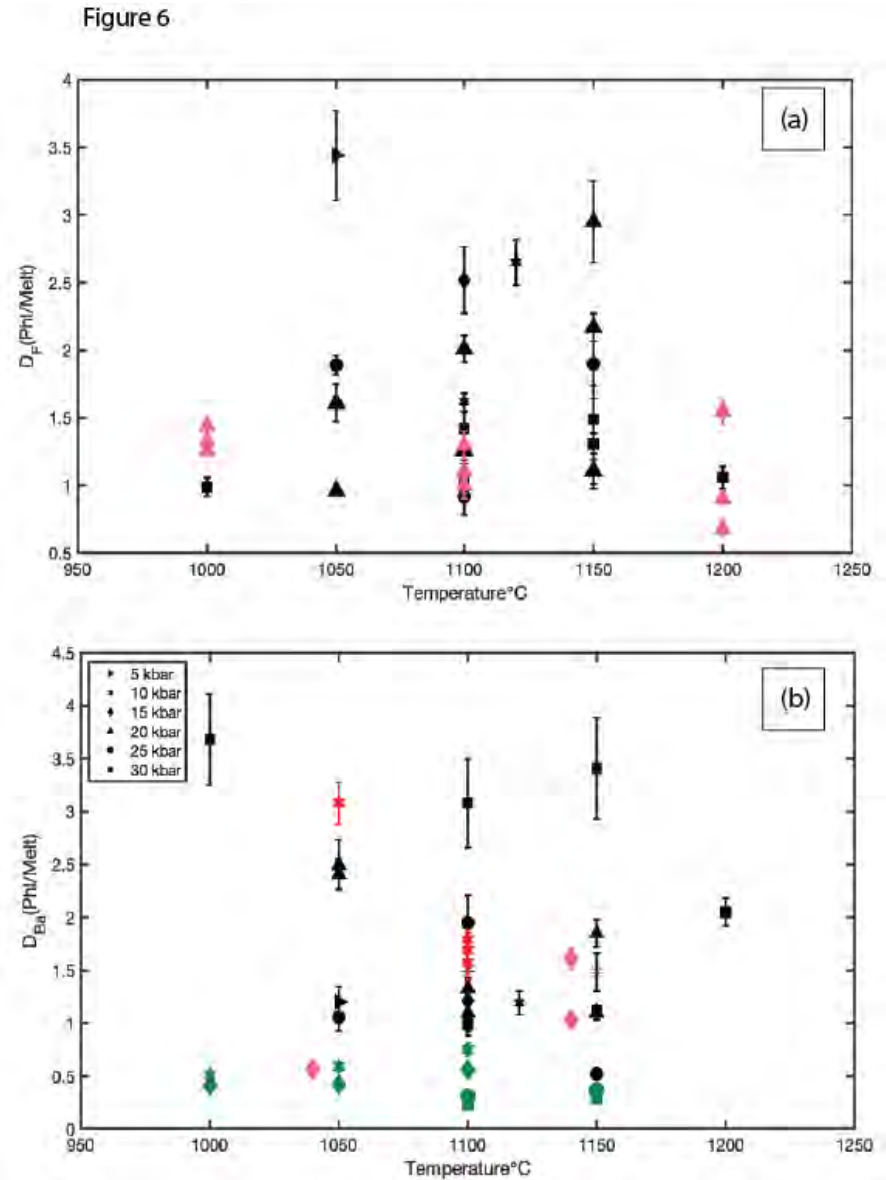 Figure 6
(a)
4
3.5
3
2.5
2
1.5
1
0.5
D_F(Phl/Melt)
950 1000 1050 1100 1150 1200 1250
Temperature°C
(b)
5 kbar
10 kbar
15 kbar
20 kbar
25 kbar
30 kbar
4.5
4
3.5
3
2.5
2
1.5
1
0.5
0
D_Ba(Phl/Melt)
950 1000 1050 1100 1150 1200 1250
Temperature°C